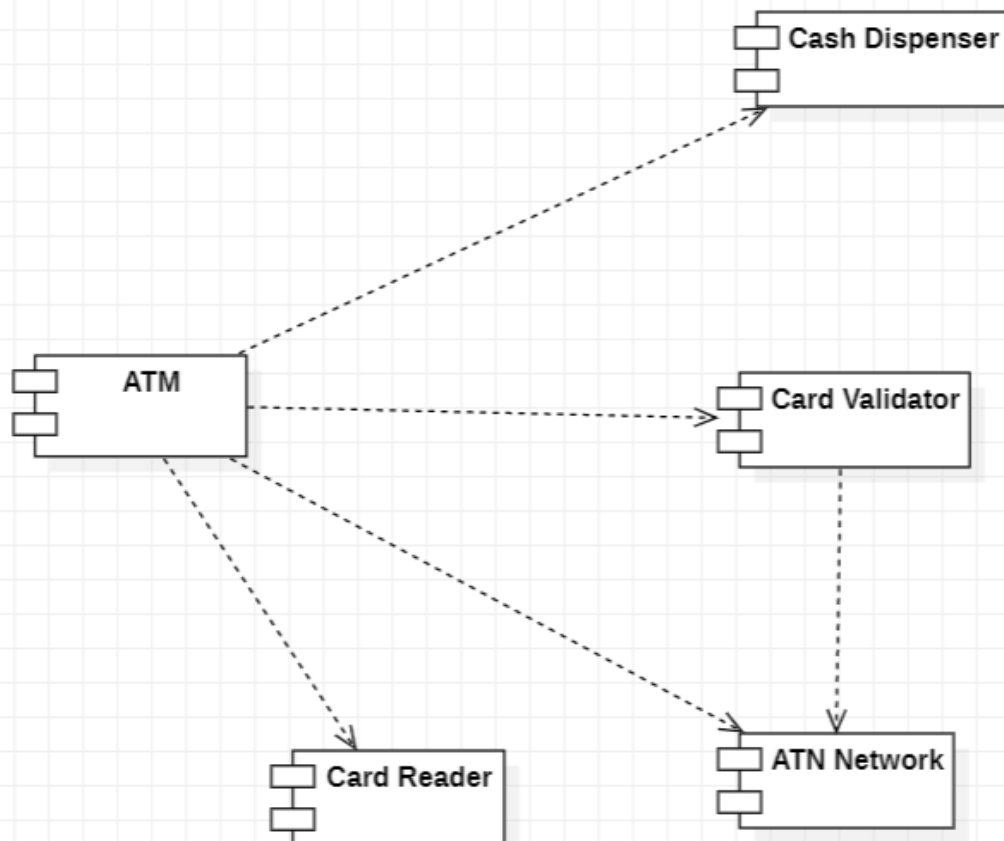 Cash Dispenser
ATM
Card Validator
Card Reader
ATN Network